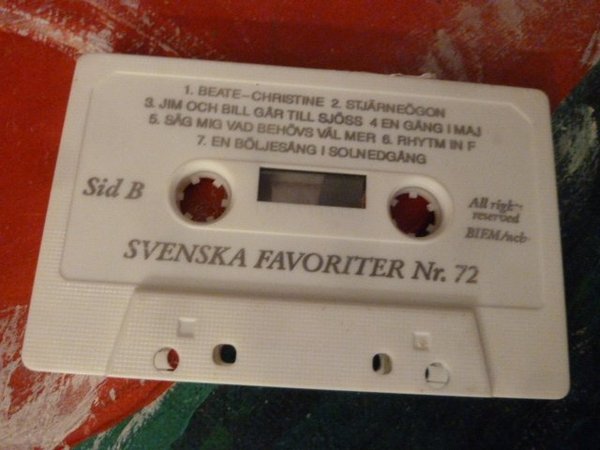 1. BEATE-CHRISTINE 2. STJÄRNEÖGON
3. JIM OCH BILL GÅR TILL SJÖSS 4 EN GÅNG I MAJ
5. SÄG MIG VAD BEHÖVS VÄL MER 6. RHYTM IN F
7. EN BÖLJESÅNG I SOLNEDGÅNG
Sid B
All rights
reserved
BIEM/ncb
SVENSKA FAVORITER Nr. 72